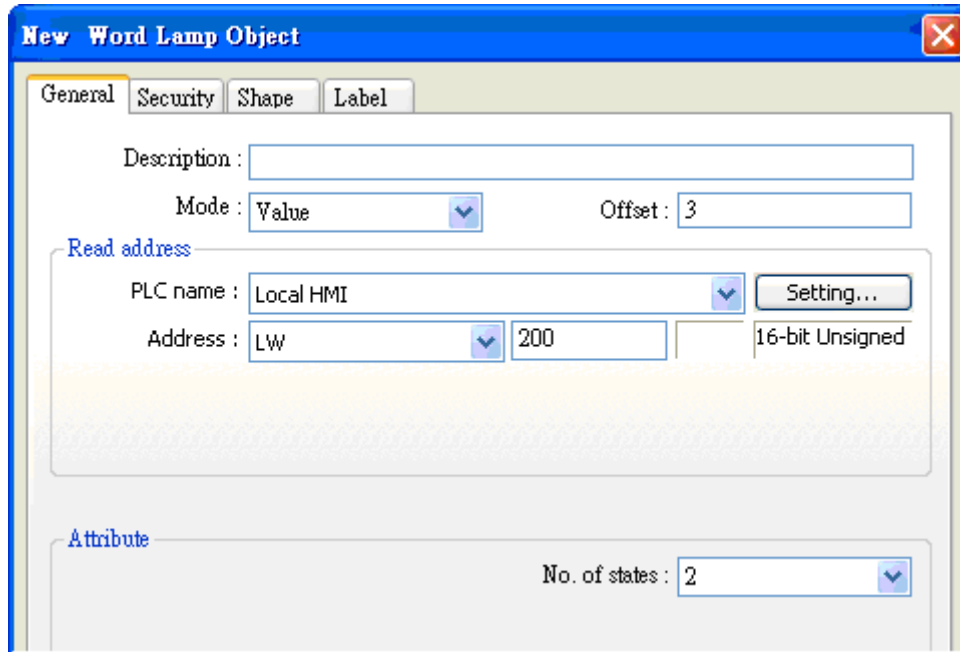 New Word Lamp Object
General Security Shape Label
Description :
Mode : Value Offset : 3
Read address
PLC name : Local HMI Setting...
Address : LW 200 16-bit Unsigned
Attribute
No. of states : 2